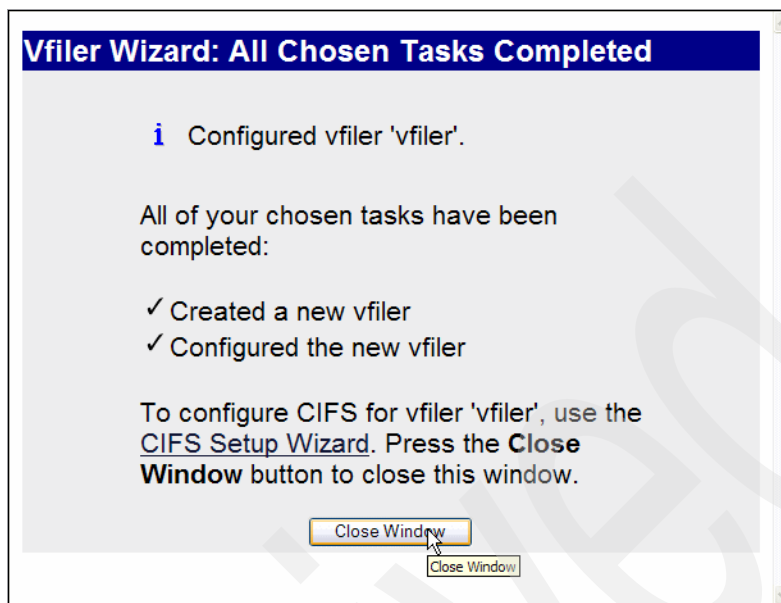 Vfiler Wizard: All Chosen Tasks Completed
i Configured vfiler 'vfiler'.
All of your chosen tasks have been
completed:
✓ Created a new vfiler
✓ Configured the new vfiler
To configure CIFS for vfiler 'vfiler', use the
CIFS Setup Wizard. Press the Close
Window button to close this window.
Close Window
Close Window